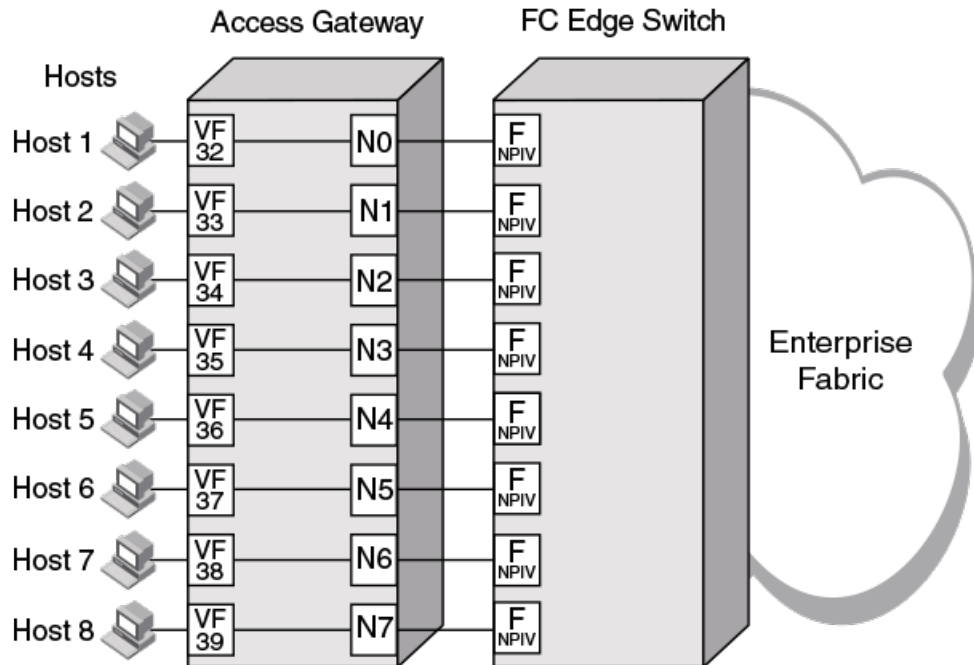 Access Gateway
FC Edge Switch
Hosts
Host 1
VF
32
N0
F
NPIV
Host 2
VF
33
N1
F
NPIV
Host 3
VF
34
N2
F
NPIV
Host 4
VF
35
N3
F
NPIV
Host 5
VF
36
N4
F
NPIV
Host 6
VF
37
N5
F
NPIV
Host 7
VF
38
N6
F
NPIV
Host 8
VF
39
N7
F
NPIV
Enterprise
Fabric